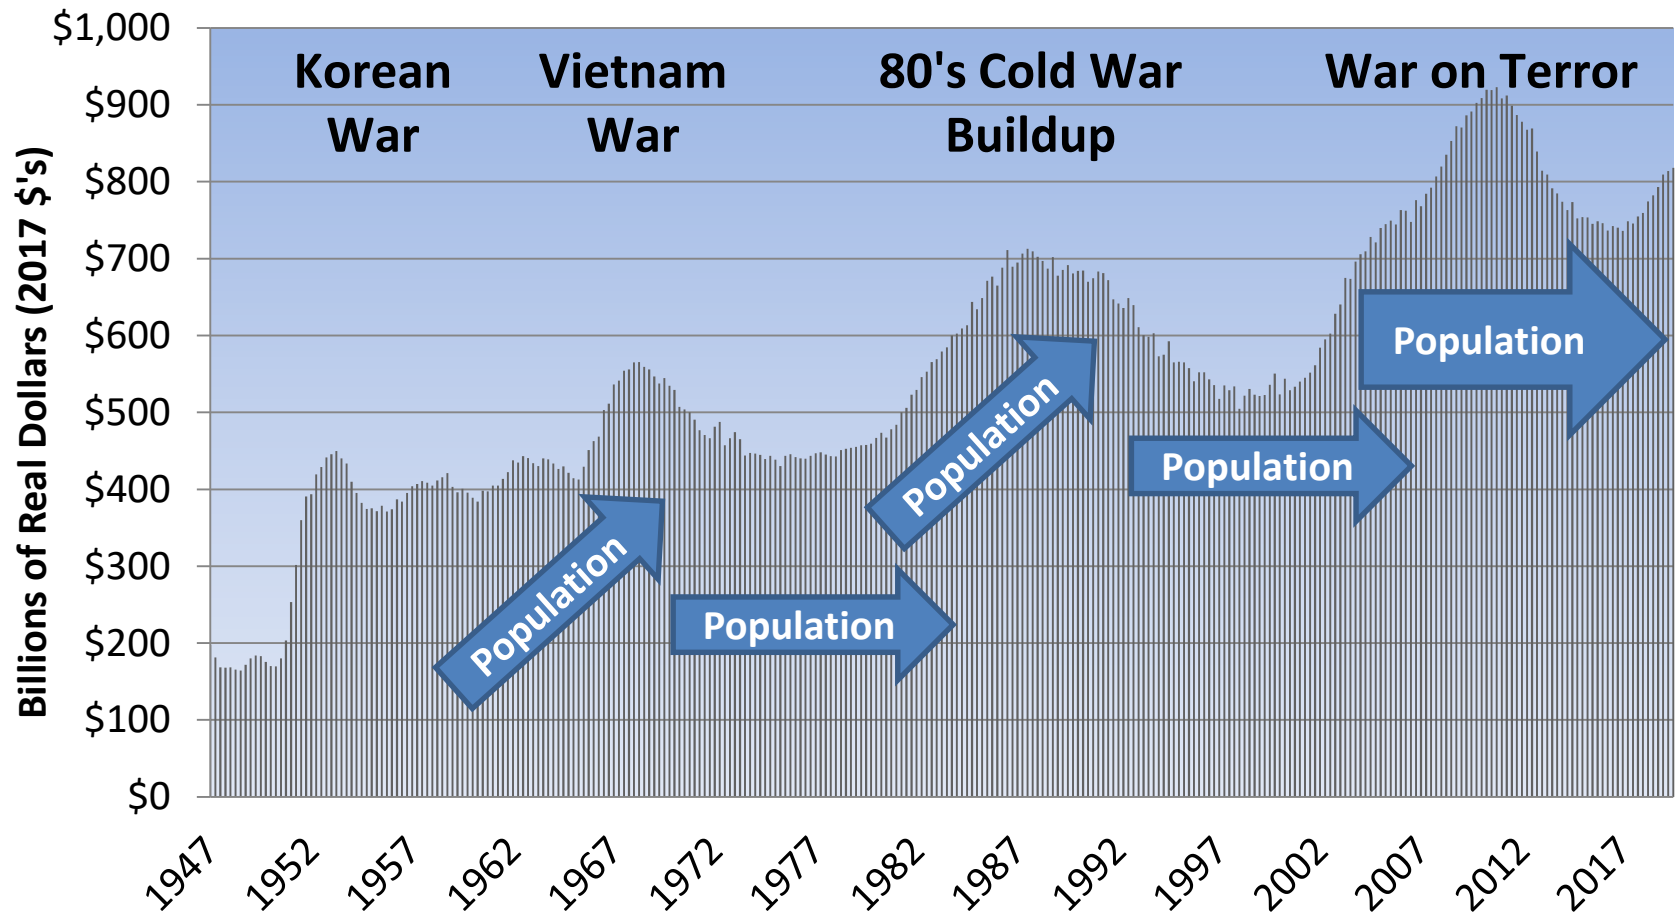 Billions of Real Dollars (2017 $'s)
$1,000
$900
$800
$700
$600
$500
$400
$300
$200
$100
$0
Korean
War
Vietnam
War
80's Cold War
Buildup
War on Terror
Population
Population
Population
Population
Population
1947
1952
1957
1962
1967
1972
1977
1982
1987
1992
1997
2002
2007
2012
2017